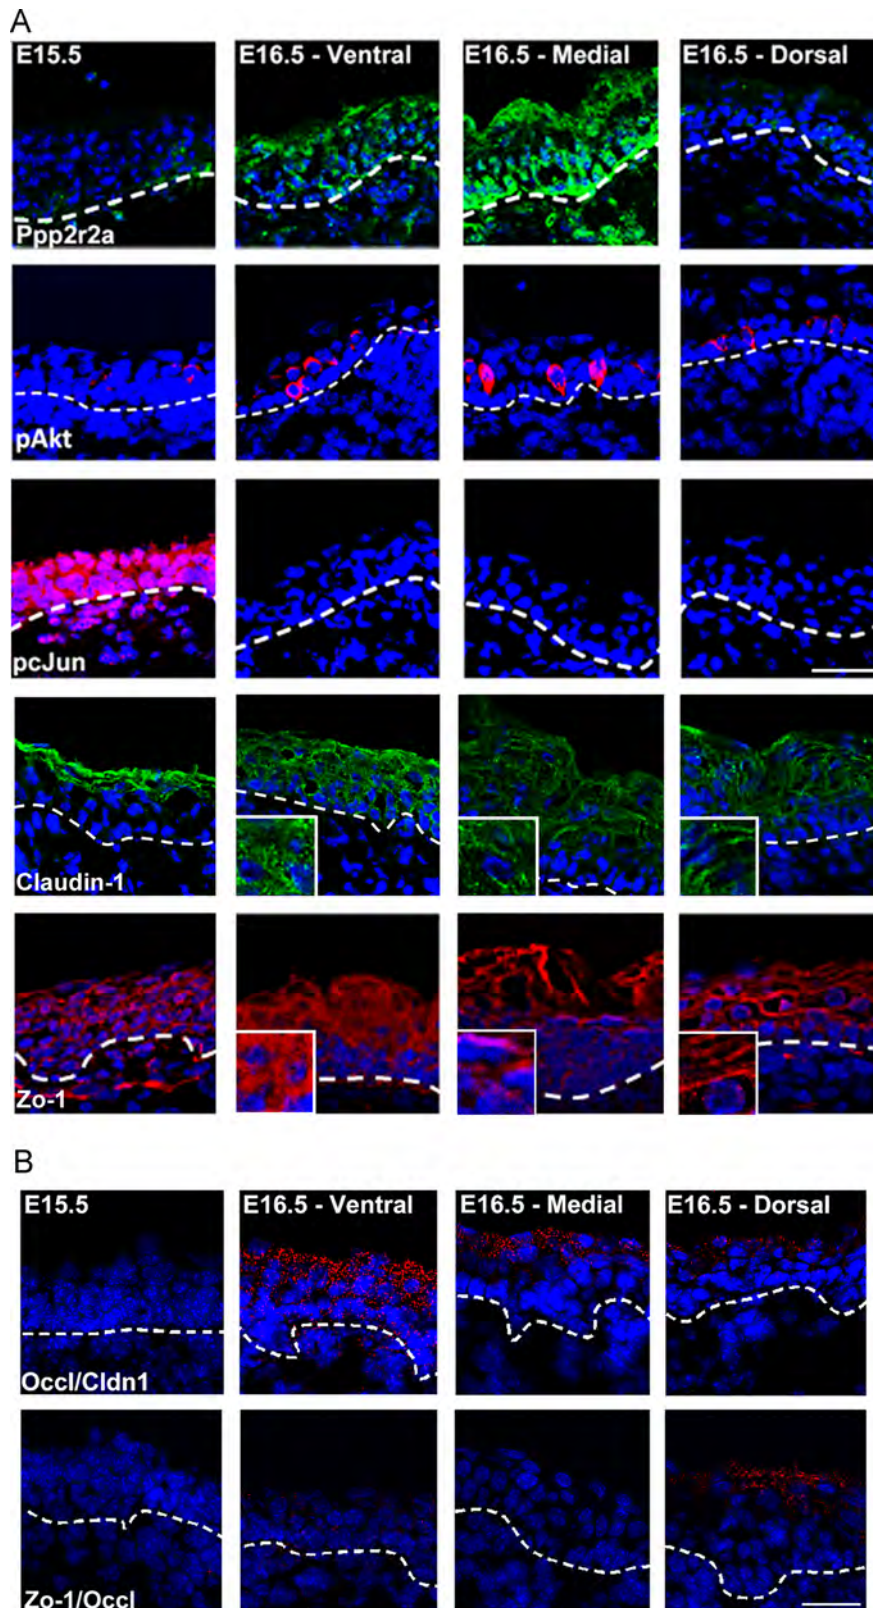 A
E15.5
E16.5 - Ventral
E16.5 - Medial
E16.5 - Dorsal
Ppp2r2a
pAkt
pcJun
Claudin-1
Zo-1
B
E15.5
E16.5 - Ventral
E16.5 - Medial
E16.5 - Dorsal
Occl/Cldn1
Zo-1/Occl